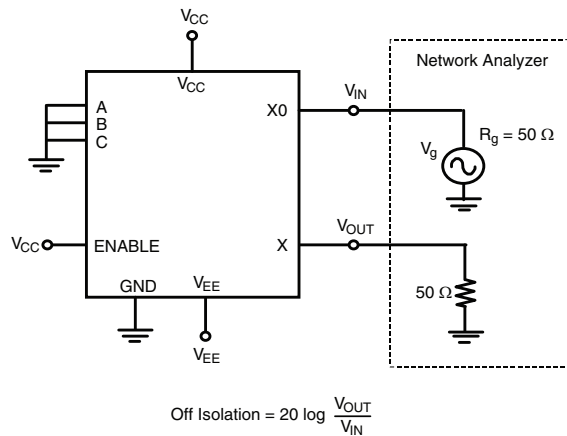 VCC
VCC
Network Analyzer
A
B
C
X0
VIN
Vg
Rg = 50 Ω
VCC
ENABLE
X
VOUT
50 Ω
GND
VEE
VEE
Off Isolation = 20 log VOUT
VIN